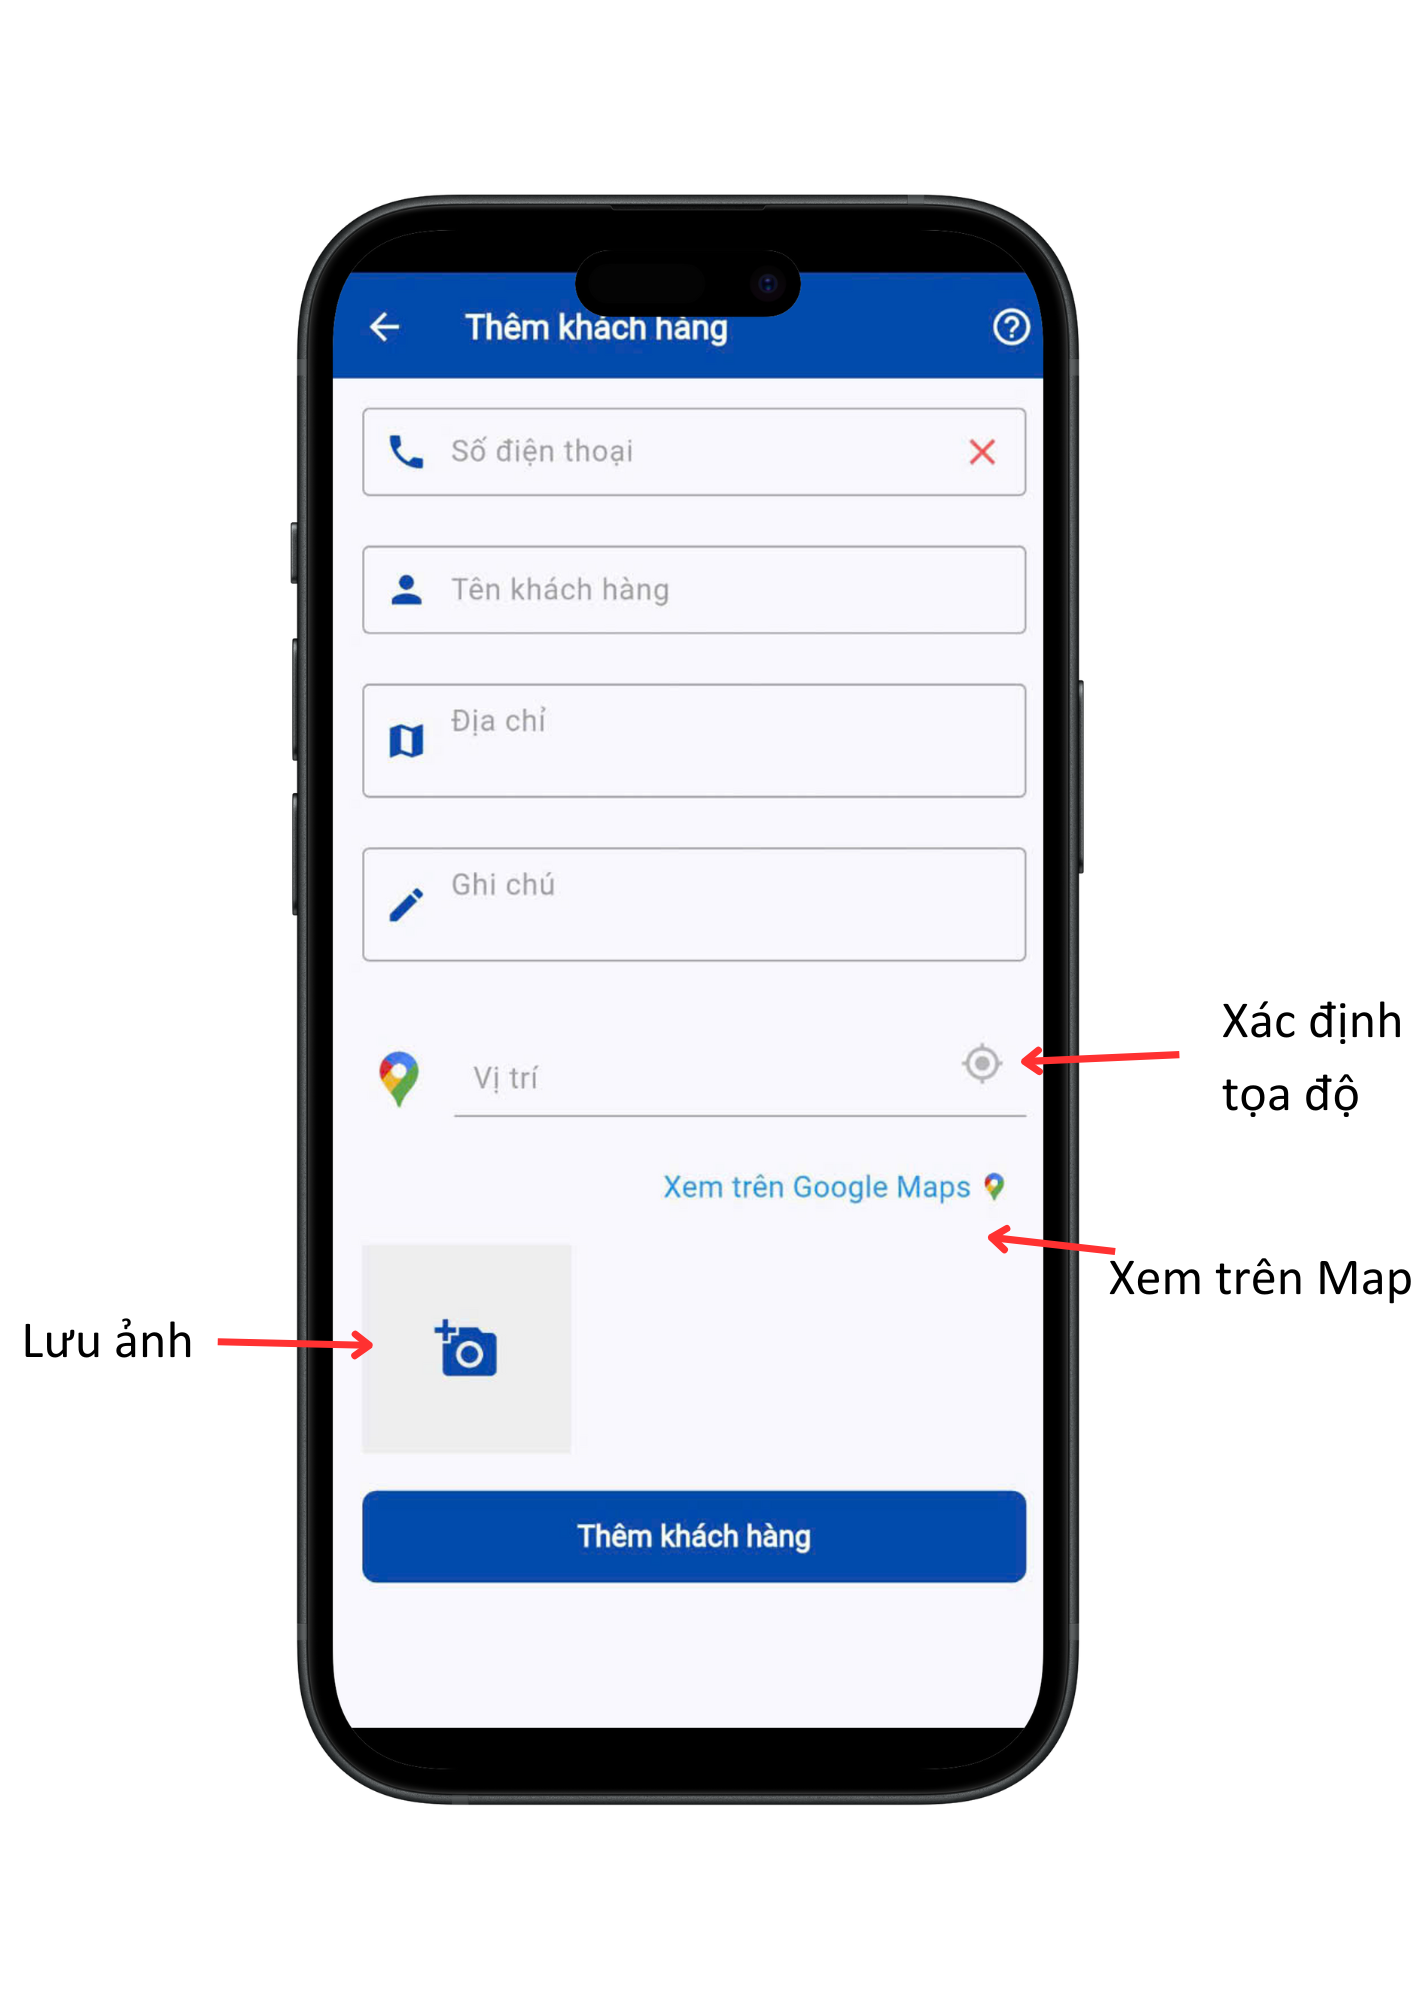 Thêm khách hàng
Số điện thoại
Tên khách hàng
Địa chỉ
Ghi chú
Vị trí
Xác định
tọa độ
Xem trên Google Maps
Xem trên Map
Lưu ảnh
Thêm khách hàng